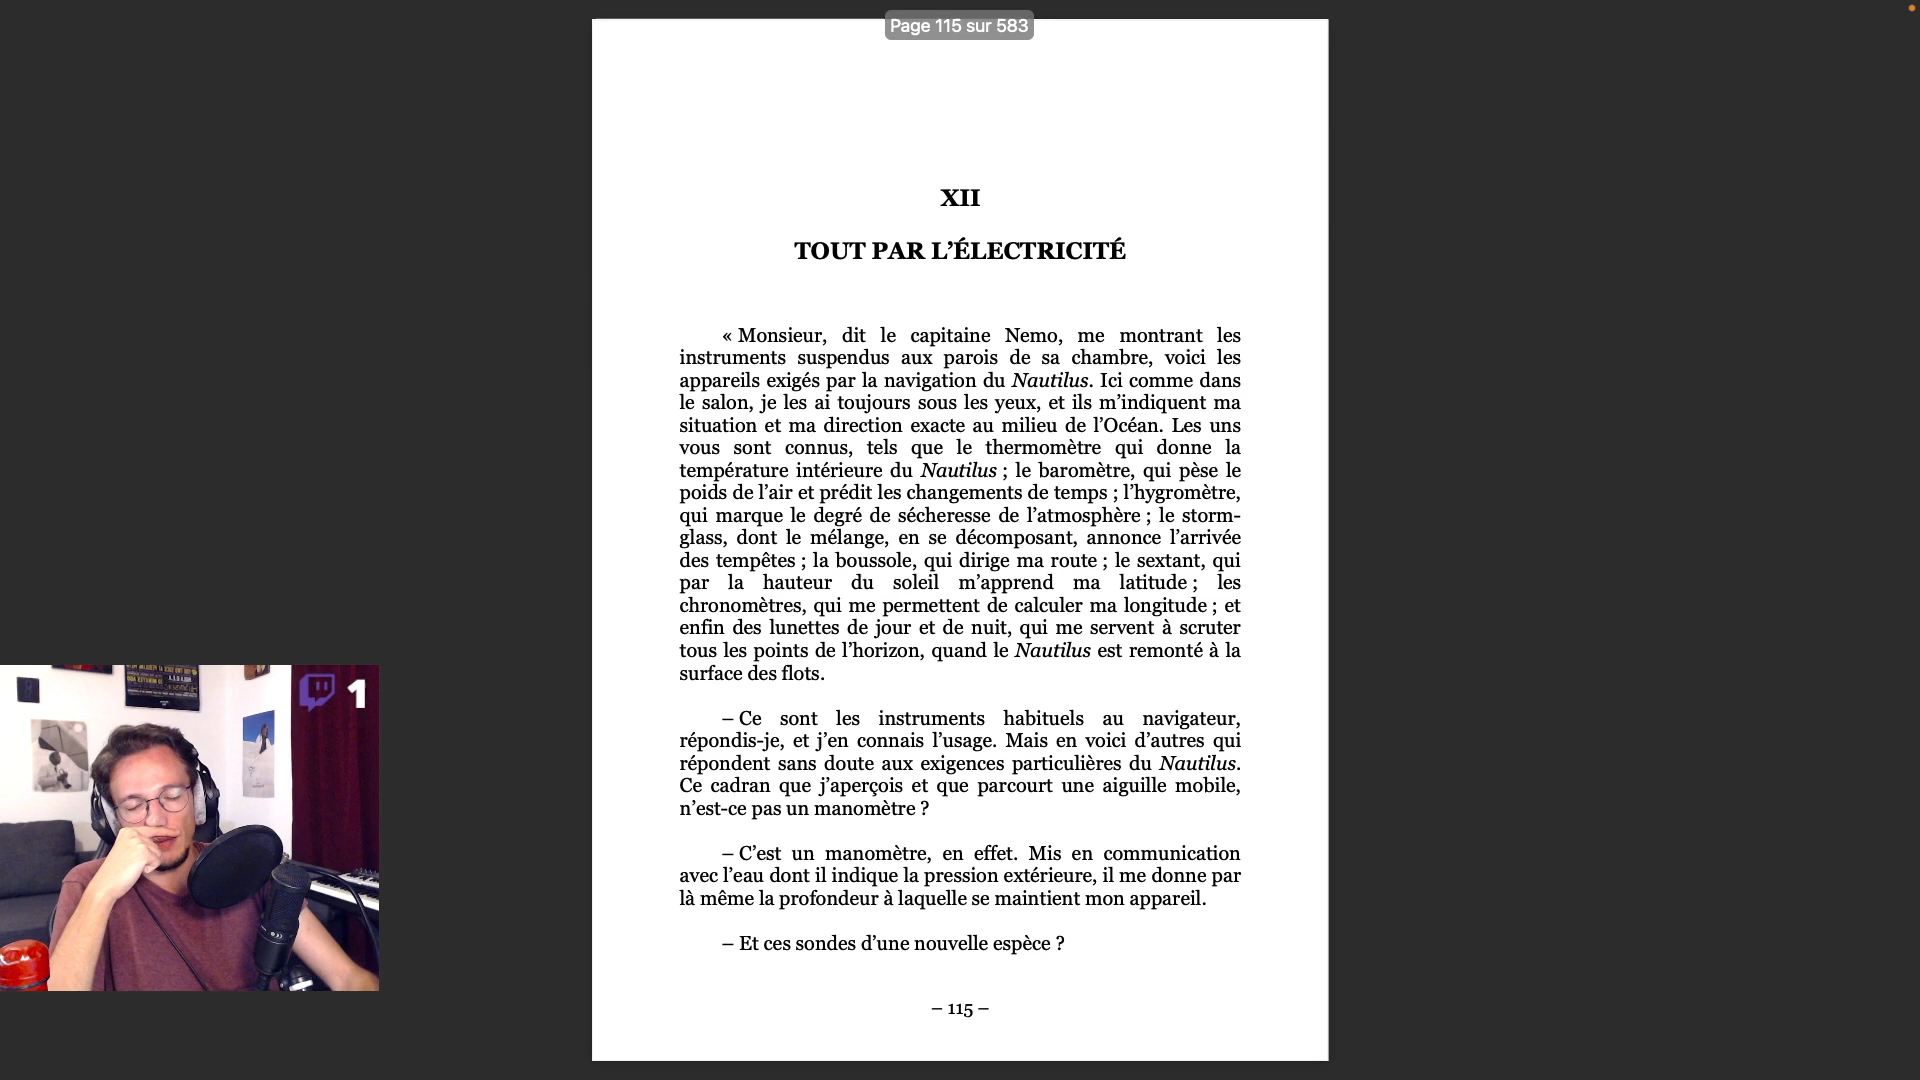 Page 115 sur 583
XII
TOUT PAR L’ÉLECTRICITÉ
« Monsieur, dit le capitaine Nemo, me montrant les
instruments suspendus aux parois de sa chambre, voici les
appareils exigés par la navigation du Nautilus. Ici comme dans
le salon, je les ai toujours sous les yeux, et ils m’indiquent ma
situation et ma direction exacte au milieu de l’Océan. Les uns
vous sont connus, tels que le thermomètre qui donne la
température intérieure du Nautilus ; le baromètre, qui pèse le
poids de l’air et prédit les changements de temps ; l’hygromètre,
qui marque le degré de sécheresse de l’atmosphère ; le storm-
glass, dont le mélange, en se décomposant, annonce l’arrivée
des tempêtes ; la boussole, qui dirige ma route ; le sextant, qui
par la hauteur du soleil m’apprend ma latitude ; les
chronomètres, qui me permettent de calculer ma longitude ; et
enfin des lunettes de jour et de nuit, qui me servent à scruter
tous les points de l’horizon, quand le Nautilus est remonté à la
surface des flots.
– Ce sont les instruments habituels au navigateur,
répondis-je, et j’en connais l’usage. Mais en voici d’autres qui
répondent sans doute aux exigences particulières du Nautilus.
Ce cadran que j’aperçois et que parcourt une aiguille mobile,
n’est-ce pas un manomètre ?
– C’est un manomètre, en effet. Mis en communication
avec l’eau dont il indique la pression extérieure, il me donne par
là même la profondeur à laquelle se maintient mon appareil.
– Et ces sondes d’une nouvelle espèce ?
– 115 –
1